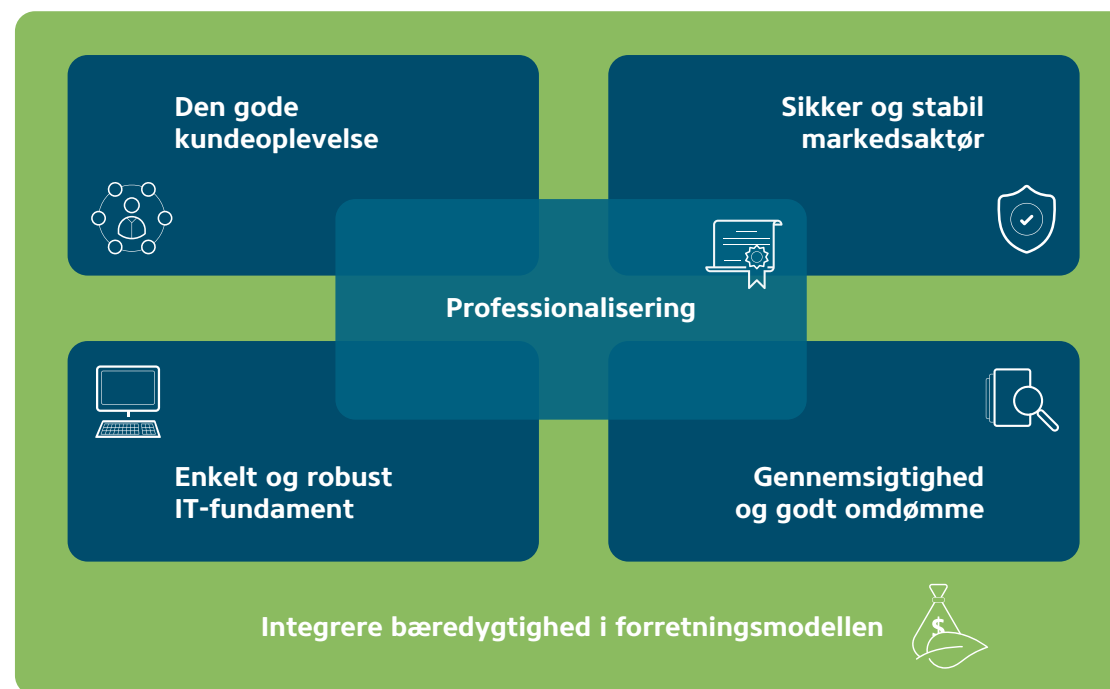 Den gode
kundeoplevelse
Sikker og stabil
markedsaktør
Professionalisering
Enkelt og robust
IT-fundament
Gennemsigtighed
og godt omdømme
Integrere bæredygtighed i forretningsmodellen
$